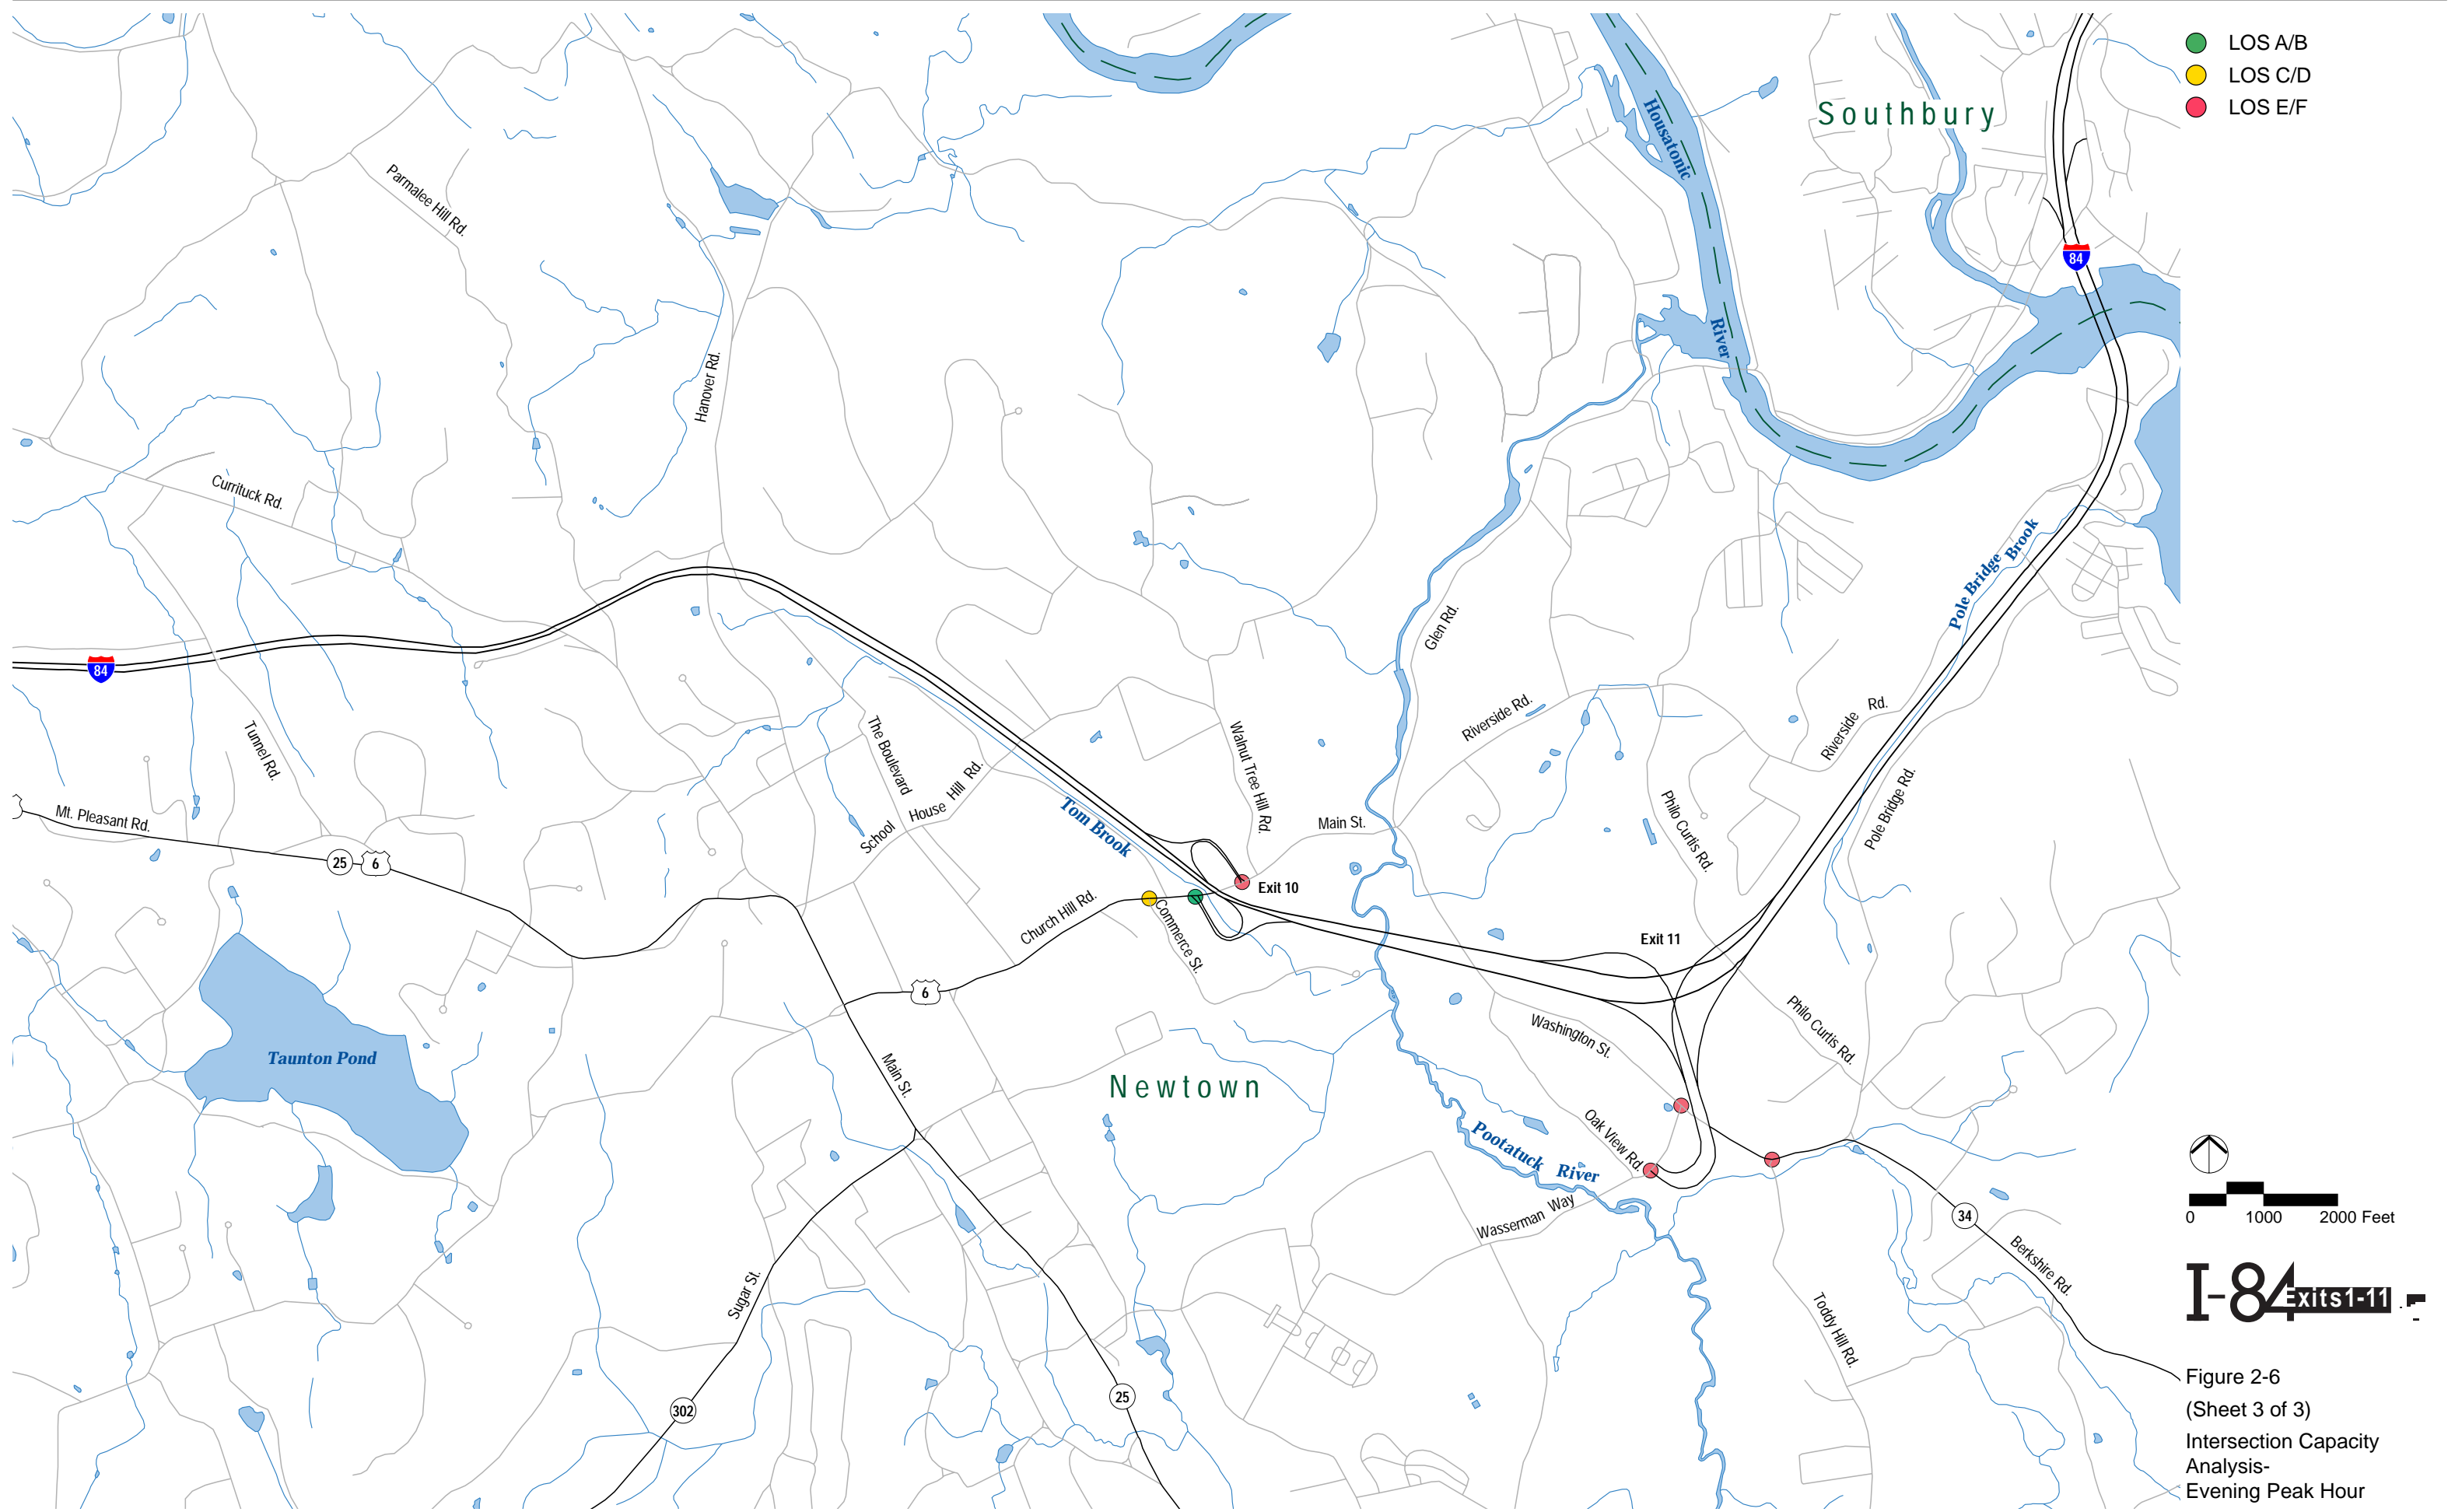 LOS A/B
LOS C/D
LOS E/F
Southbury
Housatonic
River
84
Parmalee Hill Rd.
Hanover Rd.
Currituck Rd.
Pole Bridge Brook
Glen Rd.
84
Tunnel Rd.
The Boulevard
School House Hill Rd.
Walnut Tree Hill Rd.
Riverside Rd.
Riverside Rd.
Philo Curtis Rd.
Pole Bridge Rd.
Mt. Pleasant Rd.
25
6
Tom Brook
Main St.
Exit 10
Church Hill Rd.
Commerce St.
Exit 11
6
Taunton Pond
Main St.
Newtown
Washington St.
Philo Curtis Rd.
Oak View Rd.
Pootatuck River
Wasserman Way
34
Berkshire Rd.
Toddy Hill Rd.
Sugar St.
302
25
0 1000 2000 Feet
I-84 Exits1-11
Figure 2-6
(Sheet 3 of 3)
Intersection Capacity
Analysis-
Evening Peak Hour